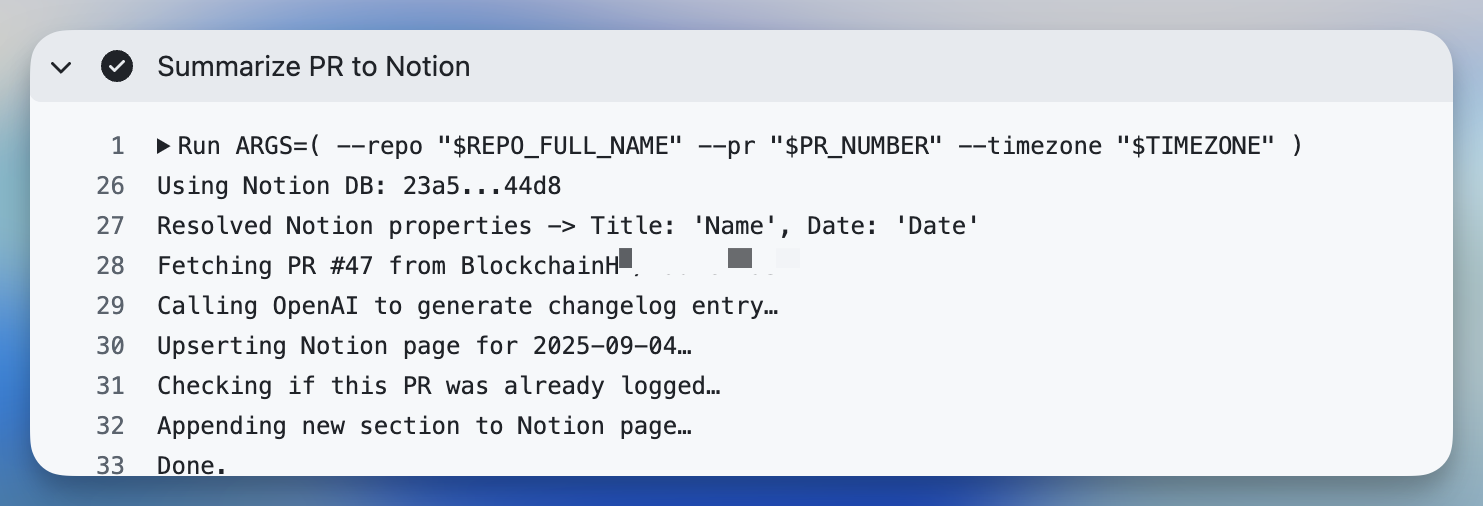 Summarize PR to Notion
1 ▶ Run ARGS=( --repo "$REPO_FULL_NAME" --pr "$PR_NUMBER" --timezone "$TIMEZONE" )
26 Using Notion DB: 23a5...44d8
27 Resolved Notion properties -> Title: 'Name', Date: 'Date'
28 Fetching PR #47 from
29 Calling OpenAI to generate changelog entry…
30 Upserting Notion page for 2025-09-04…
31 Checking if this PR was already logged…
32 Appending new section to Notion page…
33 Done.